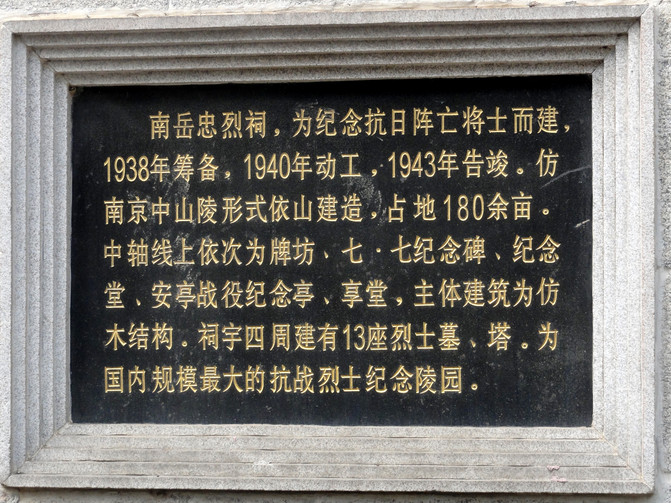 南岳忠烈祠，为纪念抗日阵亡将士而建，
1938年筹备，1940年动工，1943年告竣。仿
南京中山陵形式依山建造，占地180余亩。
中轴线上依次为牌坊、七·七纪念碑、纪念
堂、安亭战役纪念亭、享堂，主体建筑为仿
木结构。祠宇四周建有13座烈士墓、塔。为
国内规模最大的抗战烈士纪念陵园。